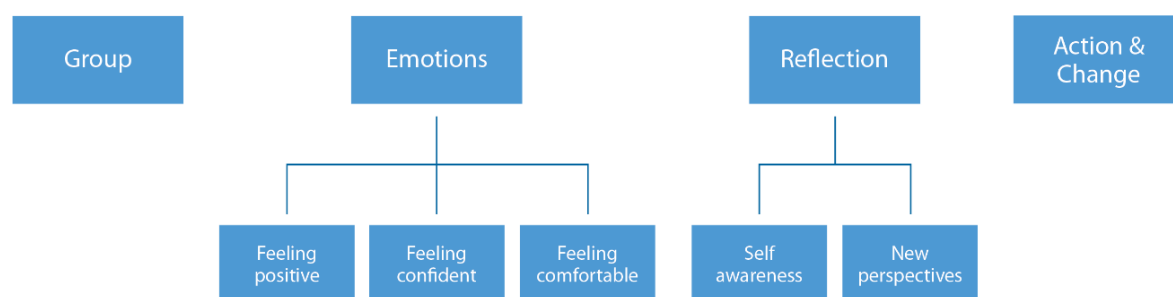 Group
Emotions
Reflection
Action &
Change
Feeling
positive
Feeling
confident
Feeling
comfortable
Self
awareness
New
perspectives